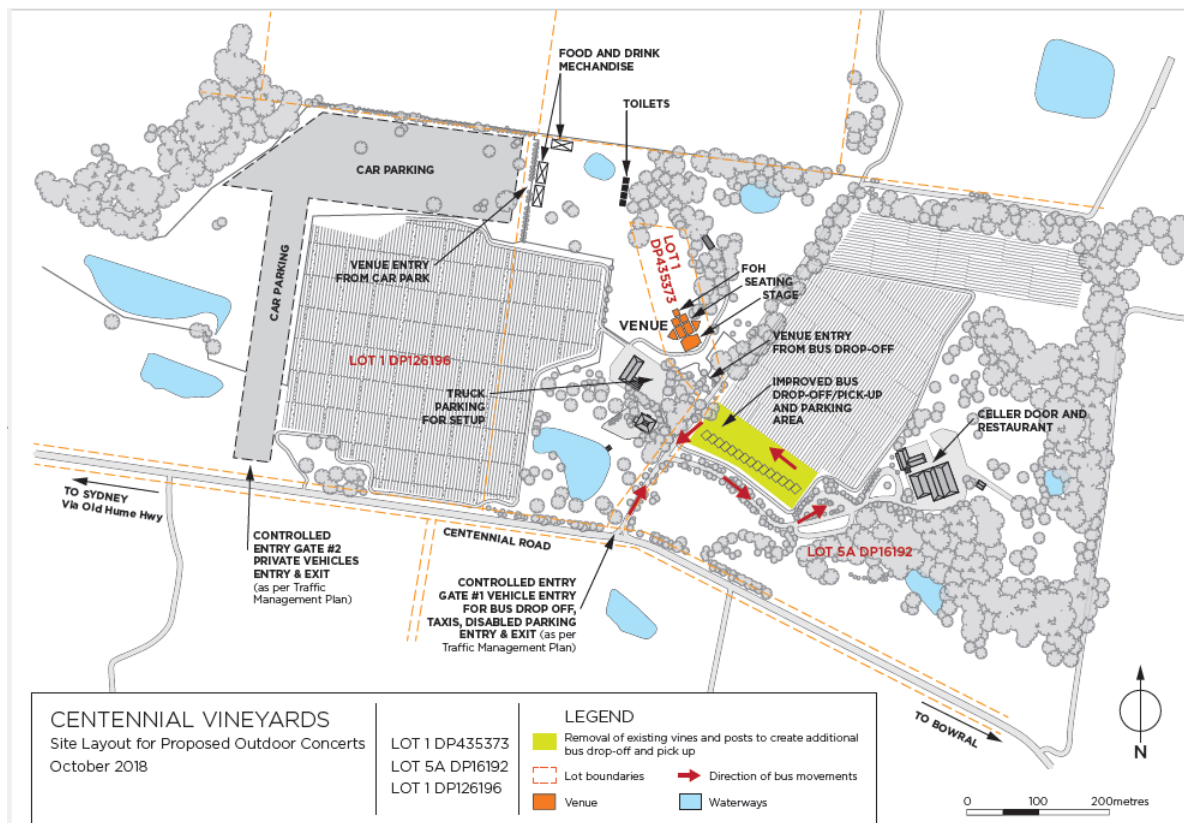 FOOD AND DRINK
MECHANDISE
TOILETS
CAR PARKING
CAR PARKING
VENUE ENTRY
FROM CAR PARK
LOT 1
DP435373
FOH
SEATING
STAGE
VENUE
VENUE ENTRY
FROM BUS DROP-OFF
LOT 1 DP126196
TRUCK
PARKING
FOR SETUP
IMPROVED BUS
DROP-OFF/PICK-UP
AND PARKING
AREA
CELLER DOOR AND
RESTAURANT
TO SYDNEY
Via Old Hume Hwy
CENTENNIAL ROAD
LOT 5A DP16192
CONTROLLED
ENTRY GATE #2
PRIVATE VEHICLES
ENTRY & EXIT
(as per Traffic
Management Plan)
CONTROLLED ENTRY
GATE #1 VEHICLE ENTRY
FOR BUS DROP OFF,
TAXIS, DISABLED PARKING
ENTRY & EXIT (as per
Traffic Management Plan)
TO BOWRAL
N
CENTENNIAL VINEYARDS
Site Layout for Proposed Outdoor Concerts
October 2018
LOT 1 DP435373
LOT 5A DP16192
LOT 1 DP126196
LEGEND
Removal of existing vines and posts to create additional
bus drop-off and pick up
Lot boundaries
Direction of bus movements
Venue
Waterways
0 100 200metres